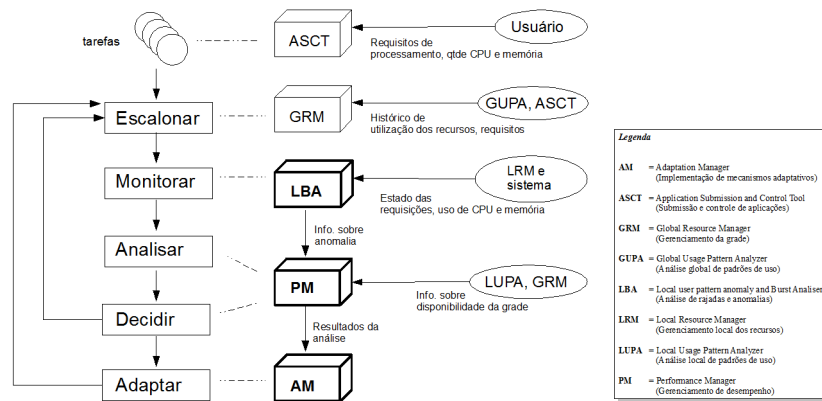 tarefas
ASCT
Usuário
Requisitos de
processamento, qtde CPU e memória
Escalonar
GRM
GUPA, ASCT
Histórico de
utilização dos recursos, requisitos
Monitorar
LBA
LRM e
sistema
Estado das
requisições, uso de CPU e memória
Info. sobre
anomalia
Analisar
PM
LUPA, GRM
Info. sobre
disponibilidade da grade
Decidir
Resultados da
análise
Adaptar
AM
Legenda
AM = Adaptation Manager
(Implementação de mecanismos adaptativos)
ASCT = Application Submission and Control Tool
(Submissão e controle de aplicações)
GRM = Global Resource Manager
(Gerenciamento da grade)
GUPA = Global Usage Pattern Analyzer
(Análise global de padrões de uso)
LBA = Local user pattern anomaly and Burst Analiser
(Análise de rajadas e anomalias)
LRM = Local Resource Manager
(Gerenciamento local dos recursos)
LUPA = Local Usage Pattern Analyzer
(Análise local de padrões de uso)
PM = Performance Manager
(Gerenciamento de desempenho)